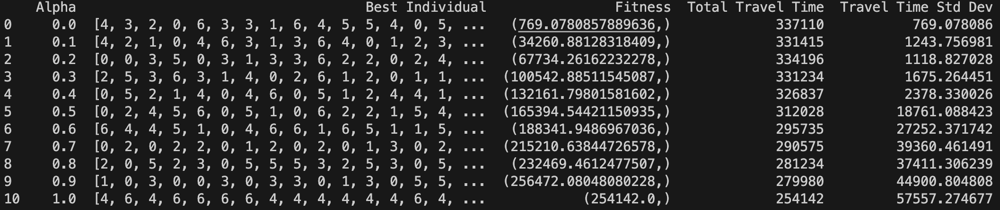 Alpha Best Individual Fitness Total Travel Time Travel Time Std Dev
0 0.0 [4, 3, 2, 0, 6, 3, 3, 1, 6, 4, 5, 5, 4, 0, 5, ... (769.0780857889636,) 337110 769.078086
1 0.1 [4, 2, 1, 0, 4, 6, 3, 1, 3, 6, 4, 0, 1, 2, 3, ... (34260.88128318409,) 331415 1243.756981
2 0.2 [0, 0, 3, 5, 0, 3, 1, 3, 3, 6, 2, 2, 0, 2, 4, ... (67734.26162232278,) 334196 1118.827028
3 0.3 [2, 5, 3, 6, 3, 1, 4, 0, 2, 6, 1, 2, 0, 1, 1, ... (100542.88511545087,) 331234 1675.264451
4 0.4 [0, 5, 2, 1, 4, 0, 4, 6, 0, 5, 1, 2, 4, 4, 1, ... (132161.79801581602,) 326837 2378.330026
5 0.5 [0, 2, 4, 5, 6, 0, 5, 1, 0, 6, 2, 2, 1, 5, 4, ... (165394.54421150935,) 312028 18761.088423
6 0.6 [6, 4, 4, 5, 1, 0, 4, 6, 6, 1, 6, 5, 1, 1, 5, ... (188341.9486967036,) 295735 27252.371742
7 0.7 [0, 2, 0, 2, 2, 0, 1, 2, 0, 2, 0, 1, 3, 0, 2, ... (215210.63844726578,) 290575 39360.461491
8 0.8 [2, 0, 5, 2, 3, 0, 5, 5, 5, 3, 2, 5, 3, 0, 5, ... (232469.4612477507,) 281234 37411.306239
9 0.9 [1, 0, 3, 0, 0, 3, 0, 3, 3, 0, 1, 3, 0, 5, 5, ... (256472.08048080228,) 279980 44900.804808
10 1.0 [4, 6, 4, 6, 6, 6, 6, 4, 4, 4, 4, 4, 4, 6, 4, ... (254142.0,) 254142 57557.274677